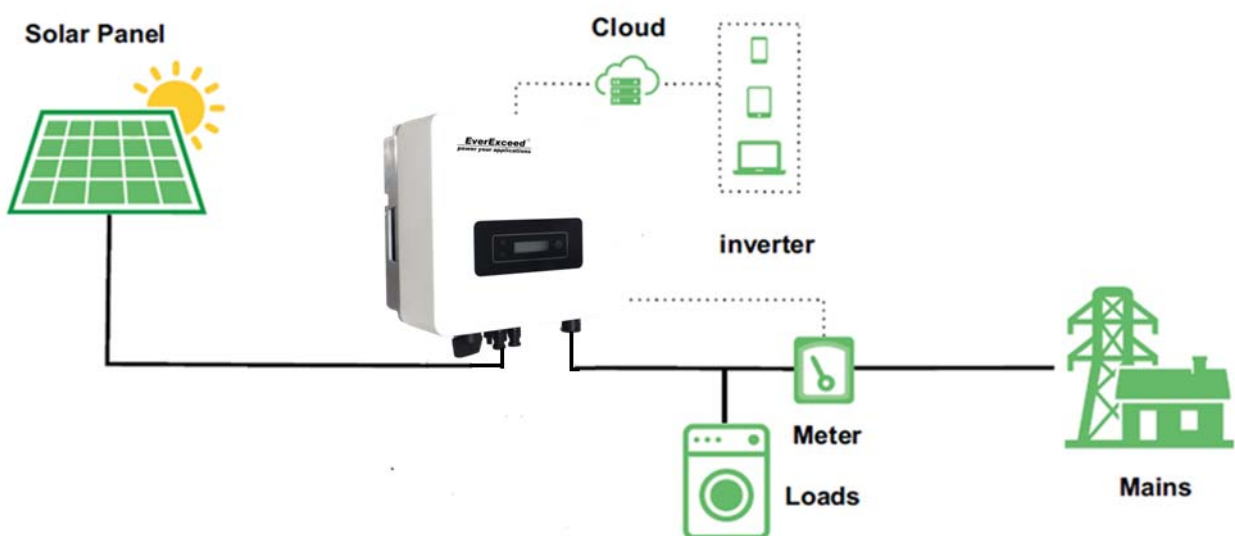 Solar Panel
Cloud
EverExceed
power your applications
inverter
Meter
Loads
Mains